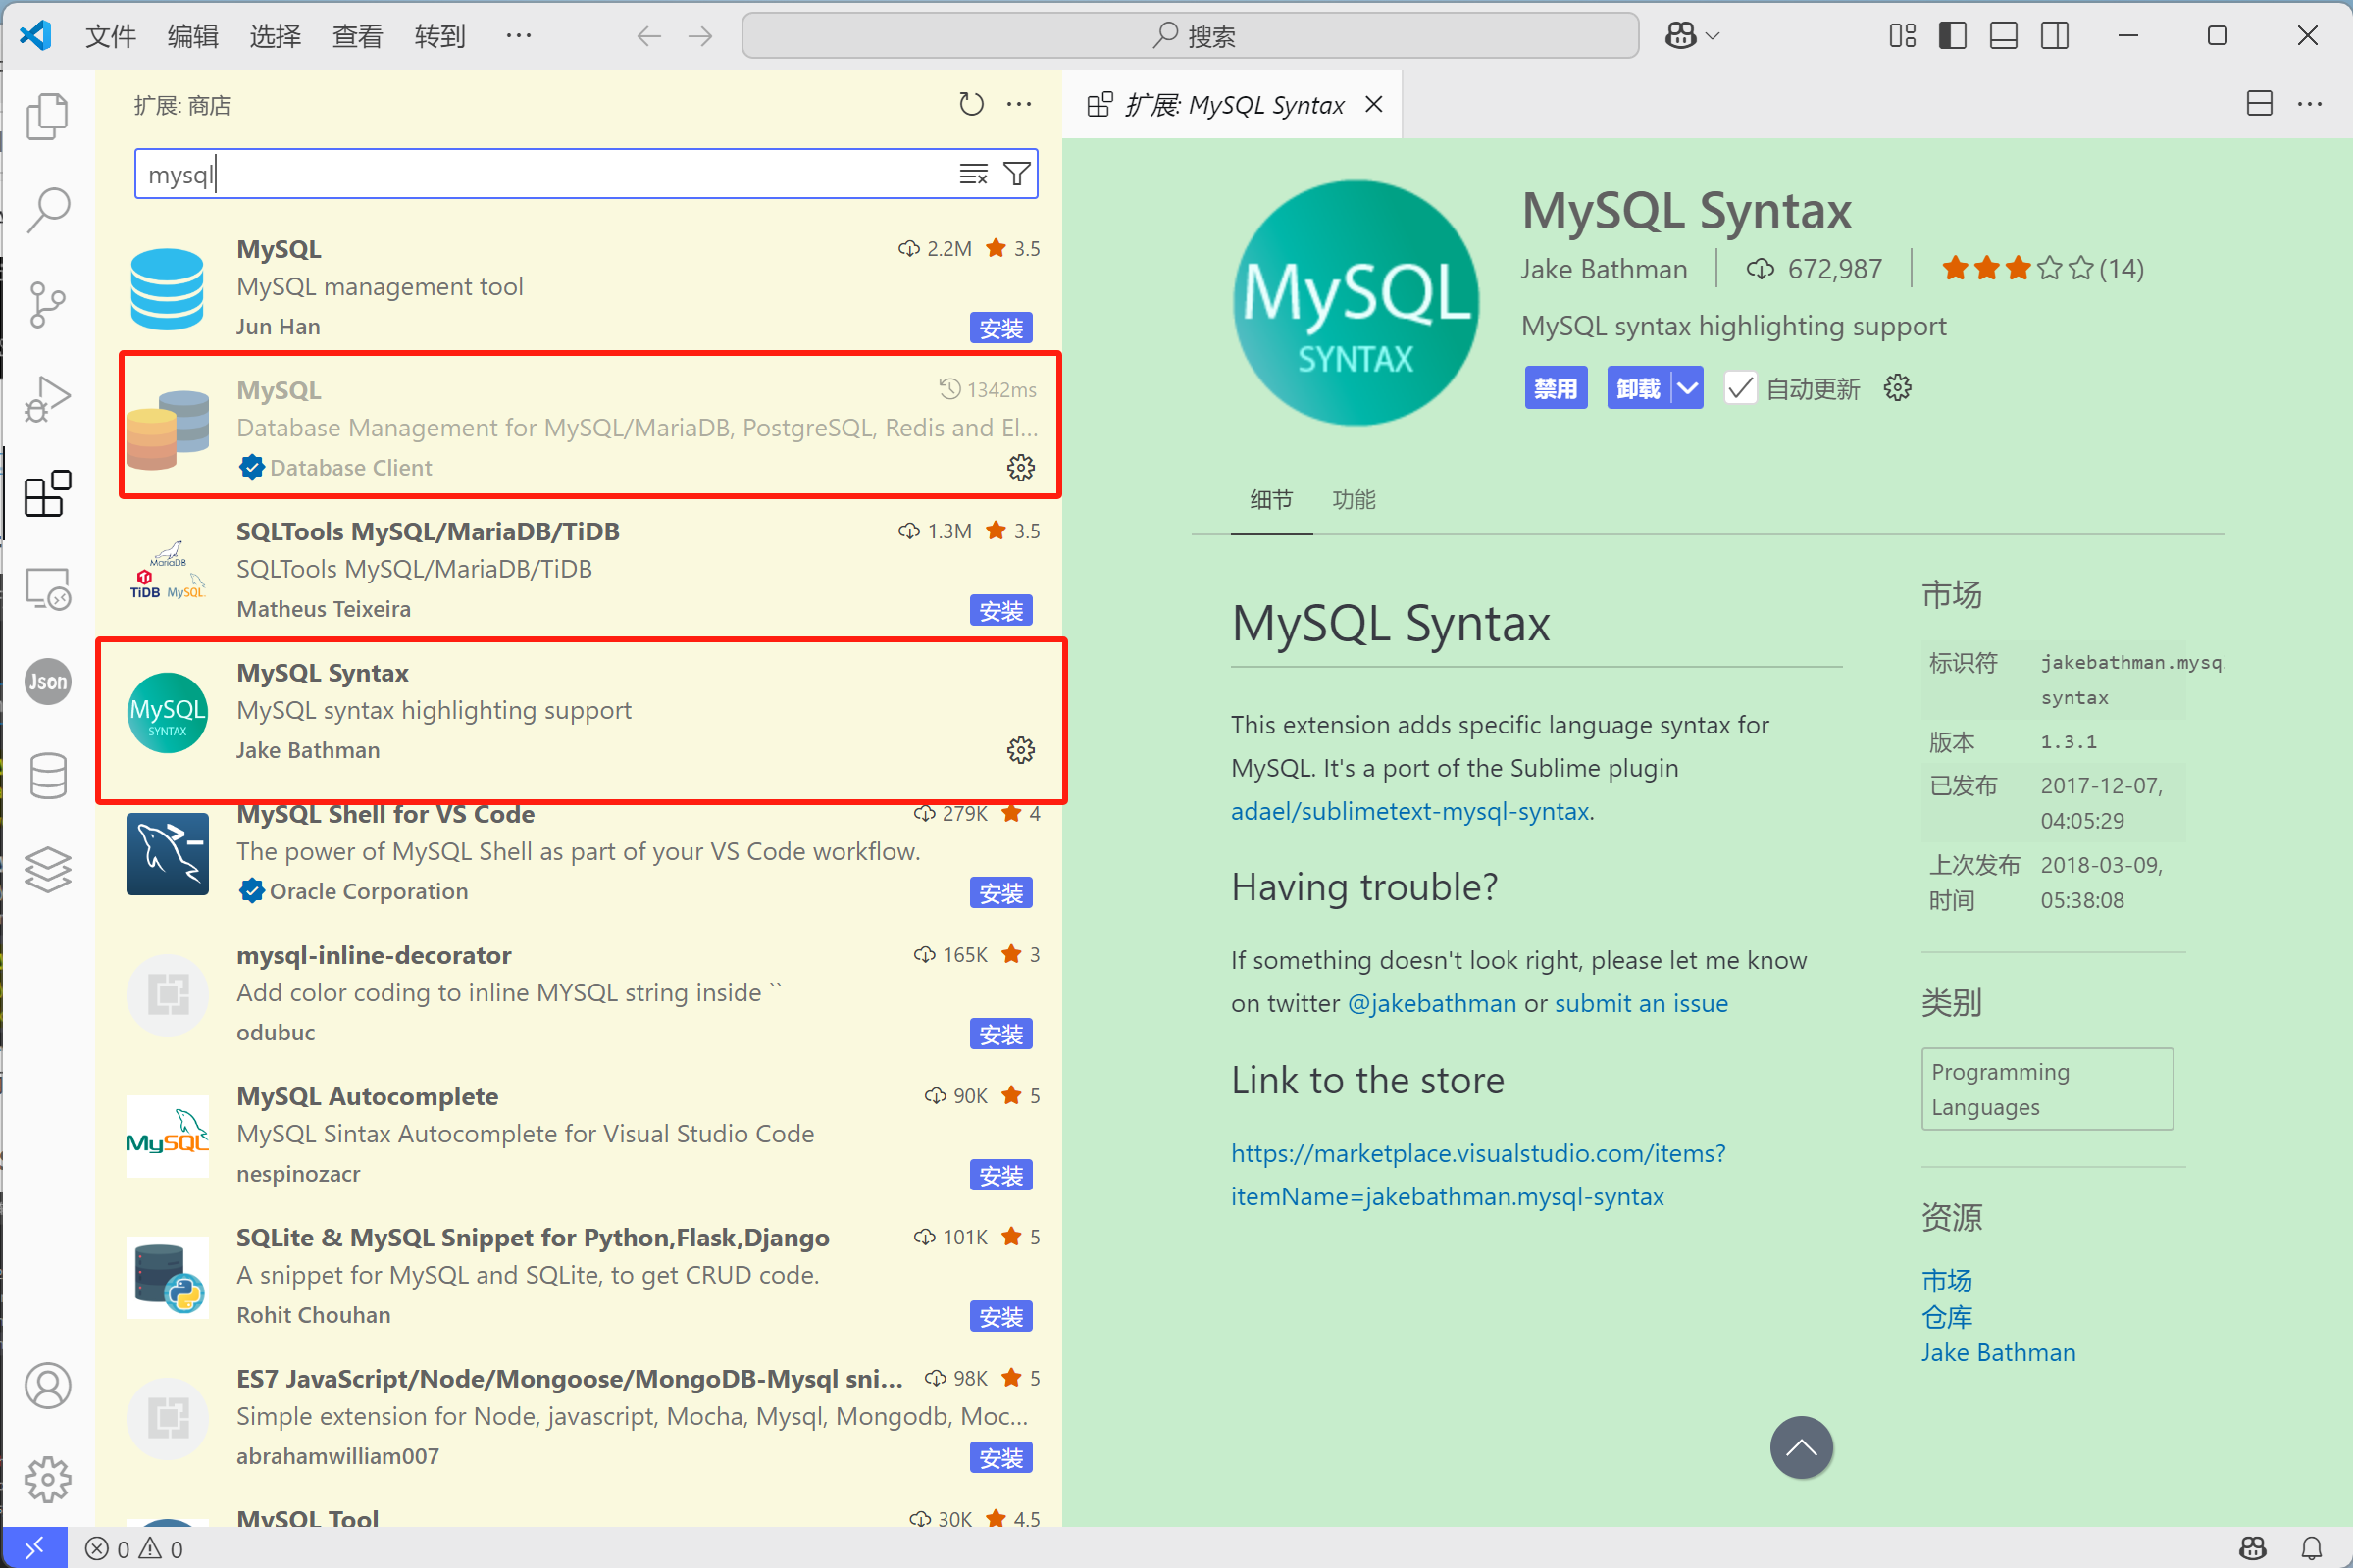 文件 编辑 选择 查看 转到 ··· 搜索
扩展: 商店
mysql
MySQL 2.2M 3.5
MySQL management tool
Jun Han 安装
MySQL 1342ms
Database Management for MySQL/MariaDB, PostgreSQL, Redis and El...
Database Client
SQLTools MySQL/MariaDB/TiDB 1.3M 3.5
SQLTools MySQL/MariaDB/TiDB
Matheus Teixeira 安装
MariaDB
TiDB MySQL
MySQL Syntax
MySQL syntax highlighting support
Jake Bathman
MySQL
SYNTAX
MySQL Shell for VS Code 279K 4
The power of MySQL Shell as part of your VS Code workflow.
Oracle Corporation 安装
mysql-inline-decorator 165K 3
Add color coding to inline MYSQL string inside ``
odubuc 安装
MySQL Autocomplete 90K 5
MySQL Sintax Autocomplete for Visual Studio Code
nespinozacr 安装
MySQL
SQLite & MySQL Snippet for Python,Flask,Django 101K 5
A snippet for MySQL and SQLite, to get CRUD code.
Rohit Chouhan 安装
ES7 JavaScript/Node/Mongoose/MongoDB-Mysql sni... 98K 5
Simple extension for Node, javascript, Mocha, Mysql, Mongodb, Moc...
abrahamwilliam007 安装
MySQL Tool 30K 4.5
Json
扩展: MySQL Syntax
MySQL
SYNTAX
MySQL Syntax
Jake Bathman 672,987 (14)
MySQL syntax highlighting support
禁用 卸载 自动更新
细节 功能
MySQL Syntax
This extension adds specific language syntax for
MySQL. It's a port of the Sublime plugin
adael/sublimetext-mysql-syntax.
Having trouble?
If something doesn't look right, please let me know
on twitter @jakebathman or submit an issue
Link to the store
https://marketplace.visualstudio.com/items?
itemName=jakebathman.mysql-syntax
市场
标识符 jakebathman.mysql-
syntax
版本 1.3.1
已发布 2017-12-07,
04:05:29
上次发布 2018-03-09,
时间 05:38:08
类别
Programming
Languages
资源
市场
仓库
Jake Bathman
0 0